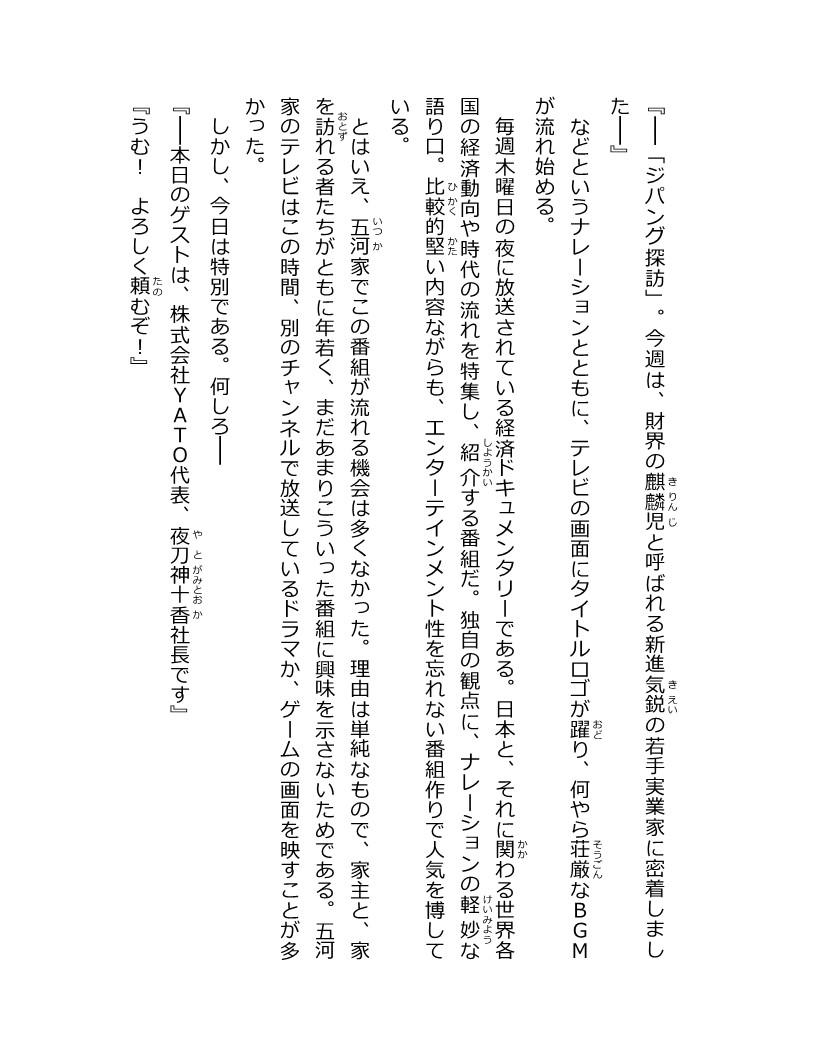 『――「ジパング探訪」。今週は、財界の麒麟児と呼ばれる新進気鋭の若手実業家に密着しまし
た――』
　などというナレーションとともに、テレビの画面にタイトルロゴが躍り、何やら荘厳なＢＧＭ
が流れ始める。
　毎週木曜日の夜に放送されている経済ドキュメンタリーである。日本と、それに関わる世界各
国の経済動向や時代の流れを特集し、紹介する番組だ。独自の観点に、ナレーションの軽妙な
語り口。比較的堅い内容ながらも、エンターテインメント性を忘れない番組作りで人気を博して
いる。
　とはいえ、五河家でこの番組が流れる機会は多くなかった。理由は単純なもので、家主と、家
を訪れる者たちがともに年若く、まだあまりこういった番組に興味を示さないためである。五河
家のテレビはこの時間、別のチャンネルで放送しているドラマか、ゲームの画面を映すことが多
かった。
　しかし、今日は特別である。何しろ――
『――本日のゲストは、株式会社ＹＡＴＯ代表、夜刀神十香社長です』
『うむ！　よろしく頼むぞ！』